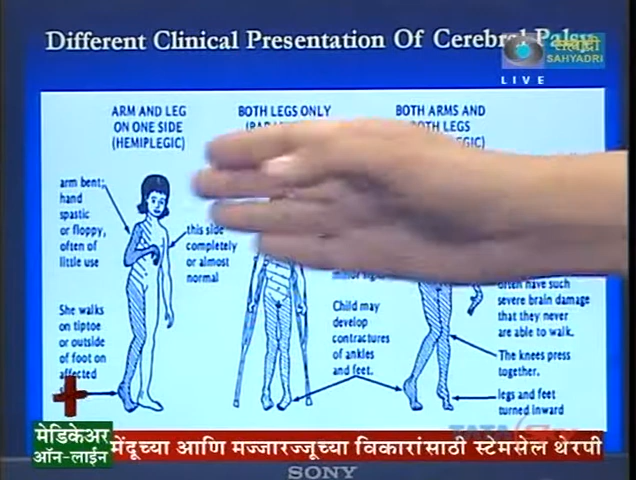 Different Clinical Presentation Of Cerebral Palsy
सह्याद्री
SAHYADRI
LIVE
ARM AND LEG
ON ONE SIDE
(HEMIPLEGIC)
BOTH LEGS ONLY
BOTH ARMS AND
BOTH LEGS
arm bent;
hand
spastic
or floppy,
often of
little use
this side
completely
or almost
normal
She walks
on tiptoe
or outside
of foot on
affected
Child may
develop
contractures
of ankles
and feet.
often have such
severe brain damage
that they never
are able to walk.
The knees press
together.
legs and feet
turned inward
TATA Sky
मेडिकेअर
ऑन-लाईन
मेंदूच्या आणि मज्जारज्जूच्या विकारांसाठी स्टेमसेल थेरपी
SONY